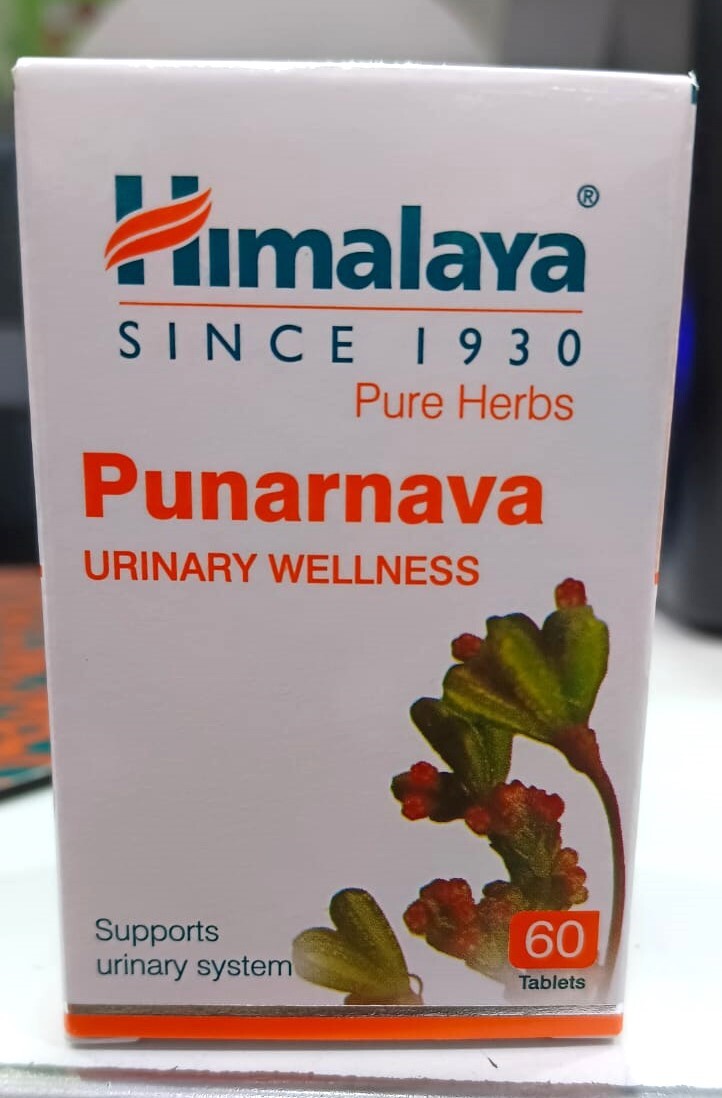 Himalaya®
SINCE 1930
Pure Herbs
Punarnava
URINARY WELLNESS
Supports
urinary system
60
Tablets